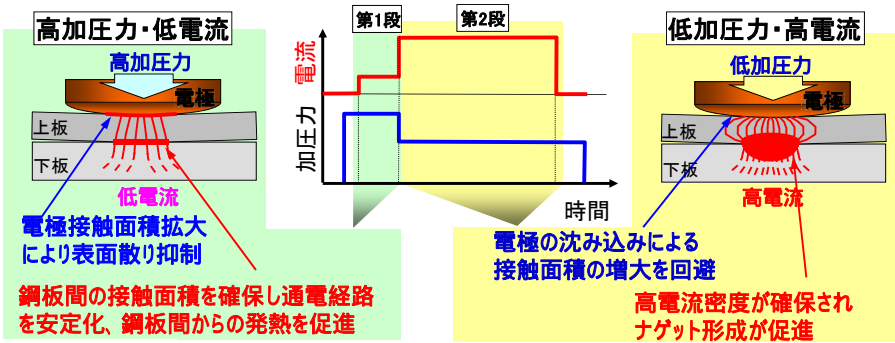 高加圧力・低電流
高加圧力
電極
上板
下板
低電流
電極接触面積拡大
により表面散り抑制
鋼板間の接触面積を確保し通電経路
を安定化、鋼板間からの発熱を促進
第1段
第2段
電流
加圧力
時間
低加圧力・高電流
低加圧力
電極
上板
下板
高電流
電極の沈み込みによる
接触面積の増大を回避
高電流密度が確保され
ナゲット形成が促進